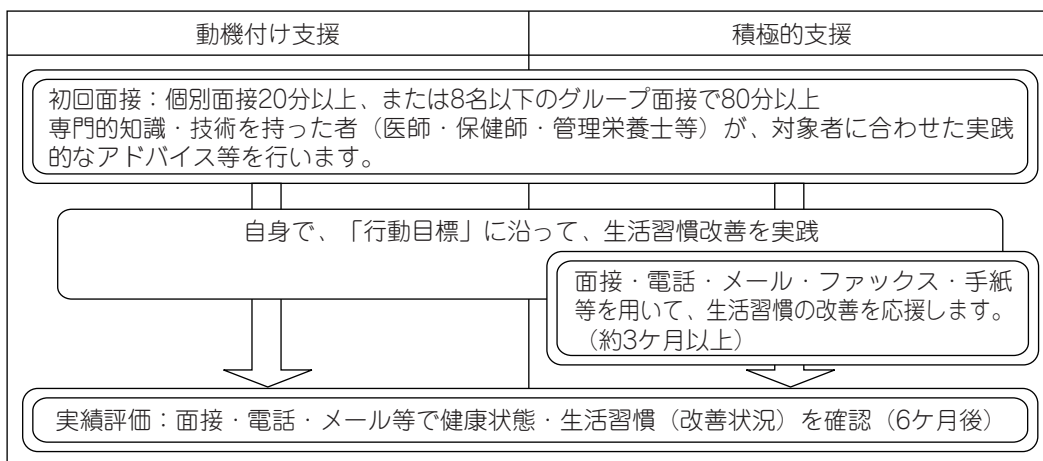 動機付け支援
積極的支援
初回面接：個別面接20分以上、または8名以下のグループ面接で80分以上
専門的知識・技術を持った者（医師・保健師・管理栄養士等）が、対象者に合わせた実践
的なアドバイス等を行います。
自身で、「行動目標」に沿って、生活習慣改善を実践
面接・電話・メール・ファックス・手紙
等を用いて、生活習慣の改善を応援します。
（約3ケ月以上）
実績評価：面接・電話・メール等で健康状態・生活習慣（改善状況）を確認（6ケ月後）